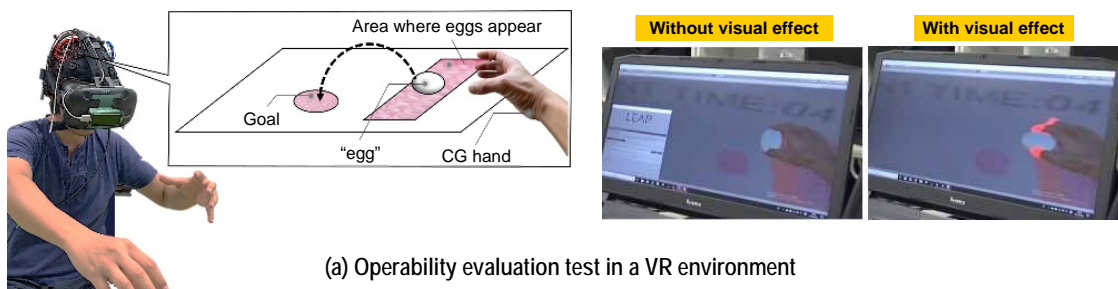 Area where eggs appear
Goal
“egg”
CG hand
Without visual effect
With visual effect
TIME:04
LEAP
TIME:04
(a) Operability evaluation test in a VR environment